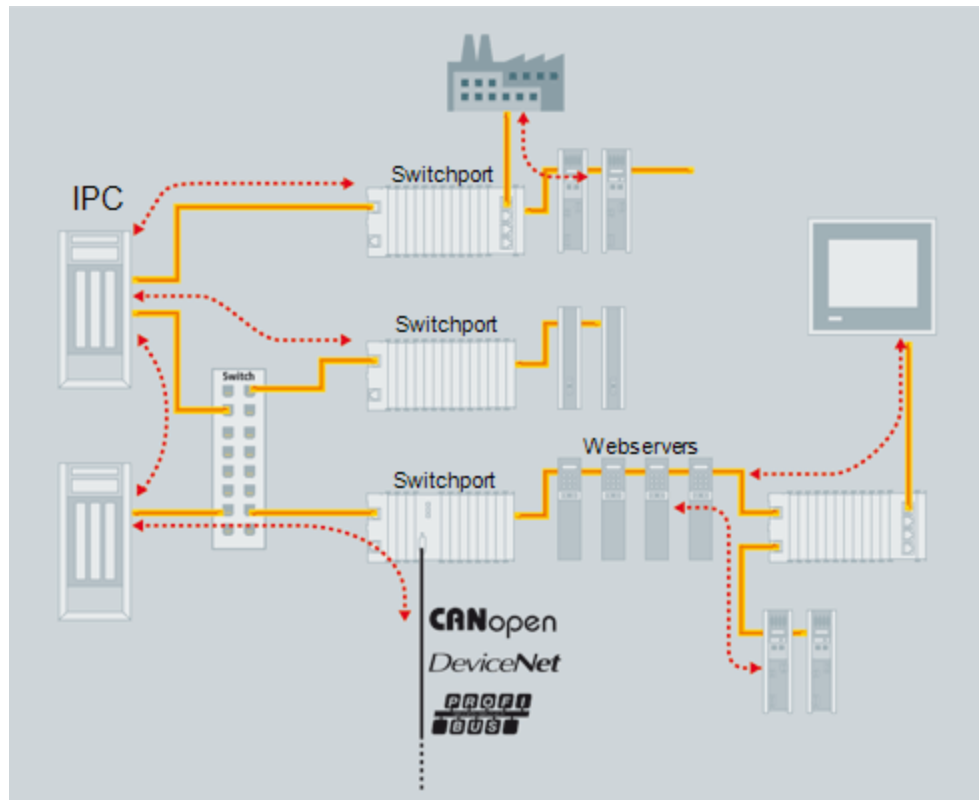 Switchport
IPC
Switchport
Switch
Webservers
Switchport
CANopen
DeviceNet
PROFI
BUS